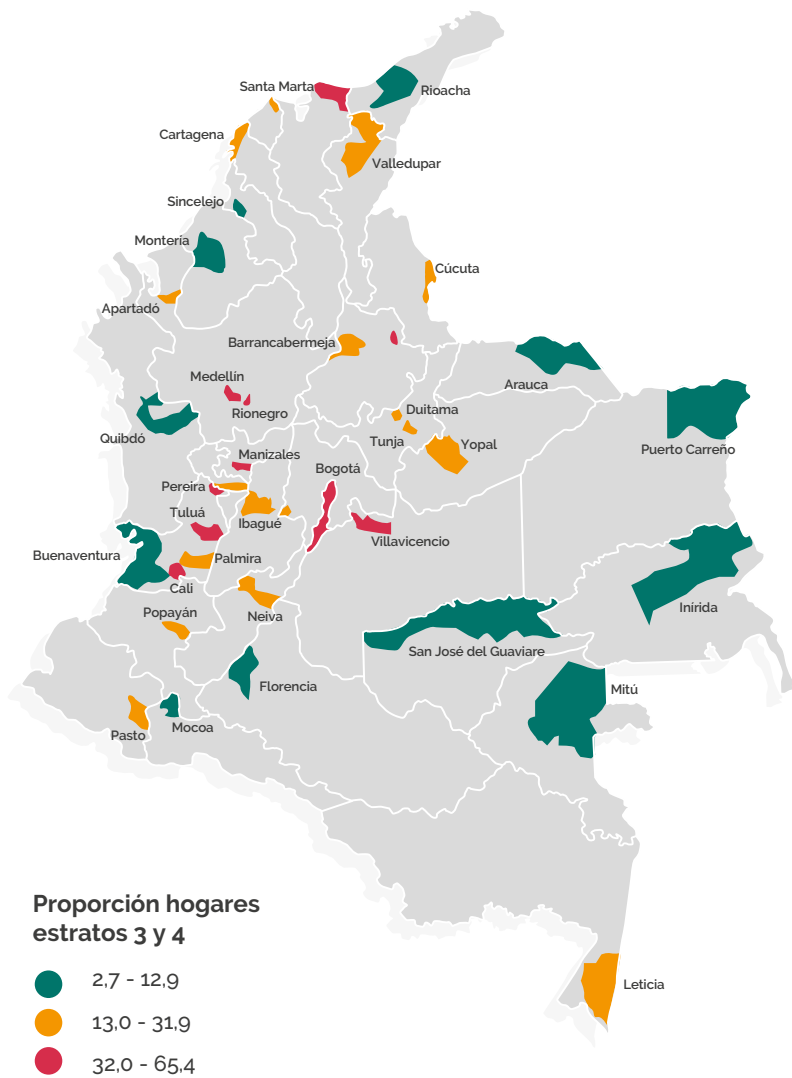 Santa Marta
Rioacha
Cartagena
Valledupar
Sincelejo
Montería
Cúcuta
Apartadó
Barrancabermeja
Medellín
Arauca
Rionegro
Duitama
Quibdó
Tunja
Yopal
Puerto Carreño
Manizales
Bogotá
Pereira
Tuluá
Ibagué
Villavicencio
Buenaventura
Palmira
Cali
Popayán
Neiva
Inírida
San José del Guaviare
Florencia
Mitú
Mocoa
Pasto
Proporción hogares
estratos 3 y 4
2,7 - 12,9
13,0 - 31,9
32,0 - 65,4
Leticia